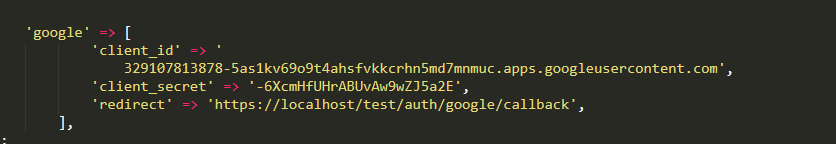 'google' => [
'client_id' => '
329107813878-5as1kv69o9t4ahsfvkkcrhn5md7mnmuc.apps.googleusercontent.com',
'client_secret' => '-6XcmHfUHrABUvAw9wZJ5a2E',
'redirect' => 'https://localhost/test/auth/google/callback',
],
;